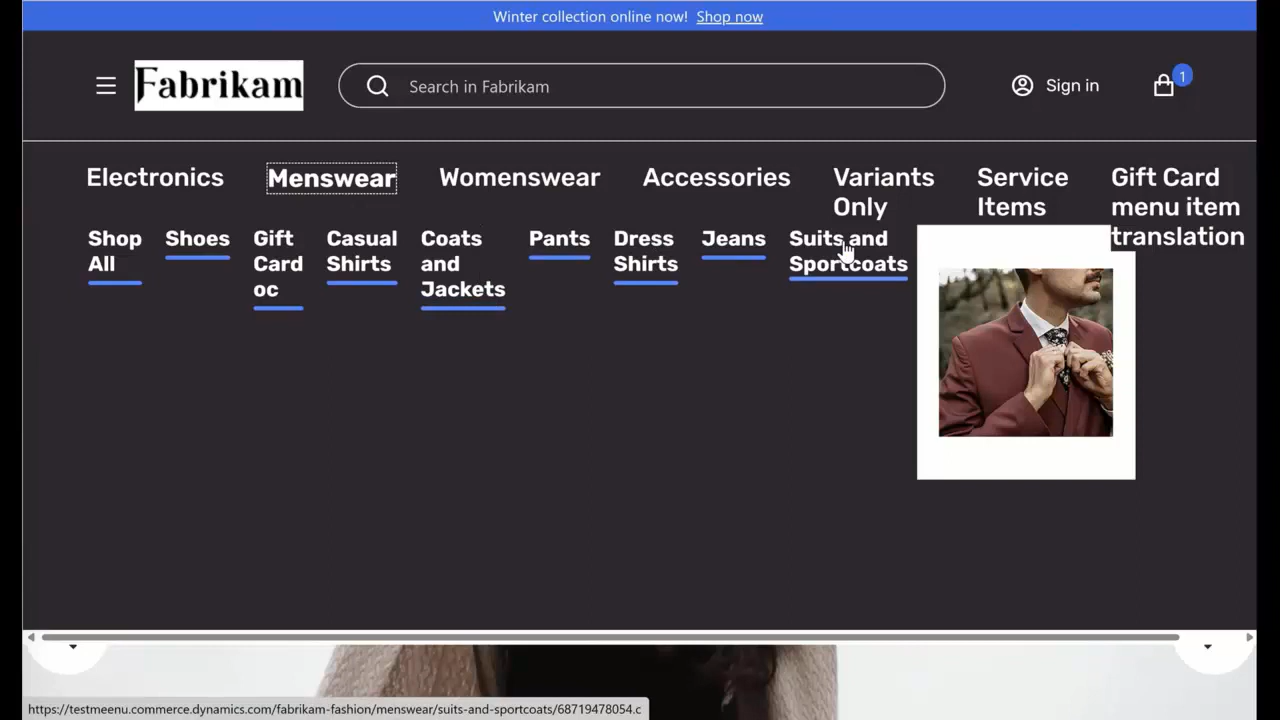 Winter collection online now! Shop now
Fabrikam
Search in Fabrikam
Sign in
1
Electronics
Menswear
Womenswear
Accessories
Variants
Only
Service
Items
Gift Card
menu item
translation
Shop
All
Shoes
Gift
Card
oc
Casual
Shirts
Coats
and
Jackets
Pants
Dress
Shirts
Jeans
Suits and
Sportcoats
https://testmeenu.commerce.dynamics.com/fabrikam-fashion/menswear/suits-and-sportcoats/68719478054.c